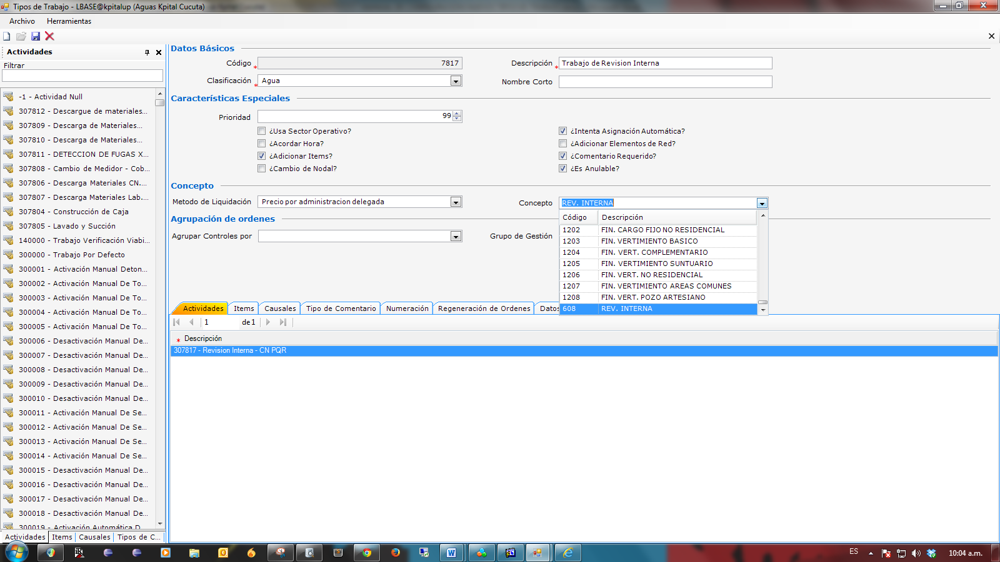 Tipos de Trabajo - LBASE@kpitalup (Aguas Kpital Cucuta)
Archivo Herramientas
Actividades
Filtrar
-1 - Actividad Null
307812 - Descargue de materiales...
307809 - Descarga de Materiales...
307810 - Descarga de Materiales...
307811 - DETECCION DE FUGAS X...
307808 - Cambio de Medidor - Cob...
307806 - Descarga Materiales CN....
307807 - Descarga Materiales Lab....
307804 - Construcción de Caja
307805 - Lavado y Succión
140000 - Trabajo Verificación Viabi...
300000 - Trabajo Por Defecto
300001 - Activación Manual Deton...
300002 - Activación Manual De To...
300003 - Activación Manual De To...
300004 - Activación Manual De To...
300005 - Activación Manual De To...
300006 - Desactivación Manual De...
300007 - Desactivación Manual De...
300008 - Desactivación Manual De...
300009 - Desactivación Manual De...
300010 - Desactivación Manual De...
300011 - Activación Manual De Se...
300012 - Activación Manual De Se...
300013 - Activación Manual De Se...
300014 - Activación Manual De Se...
300015 - Desactivación Manual De...
300016 - Desactivación Manual De...
300017 - Desactivación Manual De...
300018 - Desactivación Manual De...
300019 - Activación Automática D...
Actividades Items Causales Tipos de C...
Datos Básicos
Código * 7817 Descripción * Trabajo de Revision Interna
Clasificación * Agua Nombre Corto
Características Especiales
Prioridad 99
¿Usa Sector Operativo? ¿Intenta Asignación Automática?
¿Acordar Hora? ¿Adicionar Elementos de Red?
¿Adicionar Items? ¿Comentario Requerido?
¿Cambio de Nodal? ¿Es Anulable?
Concepto
Metodo de Liquidación Precio por administracion delegada Concepto REV. INTERNA
Código Descripción
1202 FIN. CARGO FIJO NO RESIDENCIAL
1203 FIN. VERTIMIENTO BASICO
1204 FIN. VERT. COMPLEMENTARIO
1205 FIN. VERTIMIENTO SUNTUARIO
1206 FIN. VERT. NO RESIDENCIAL
1207 FIN. VERTIMIENTO AREAS COMUNES
1208 FIN. VERT. POZO ARTESIANO
608 REV. INTERNA
Agrupación de ordenes
Agrupar Controles por Grupo de Gestión
Actividades Items Causales Tipo de Comentario Numeración Regeneración de Ordenes Datos
1 de1
* Descripción
307817 - Revision Interna - CN PQR
ES 10:04 a.m.